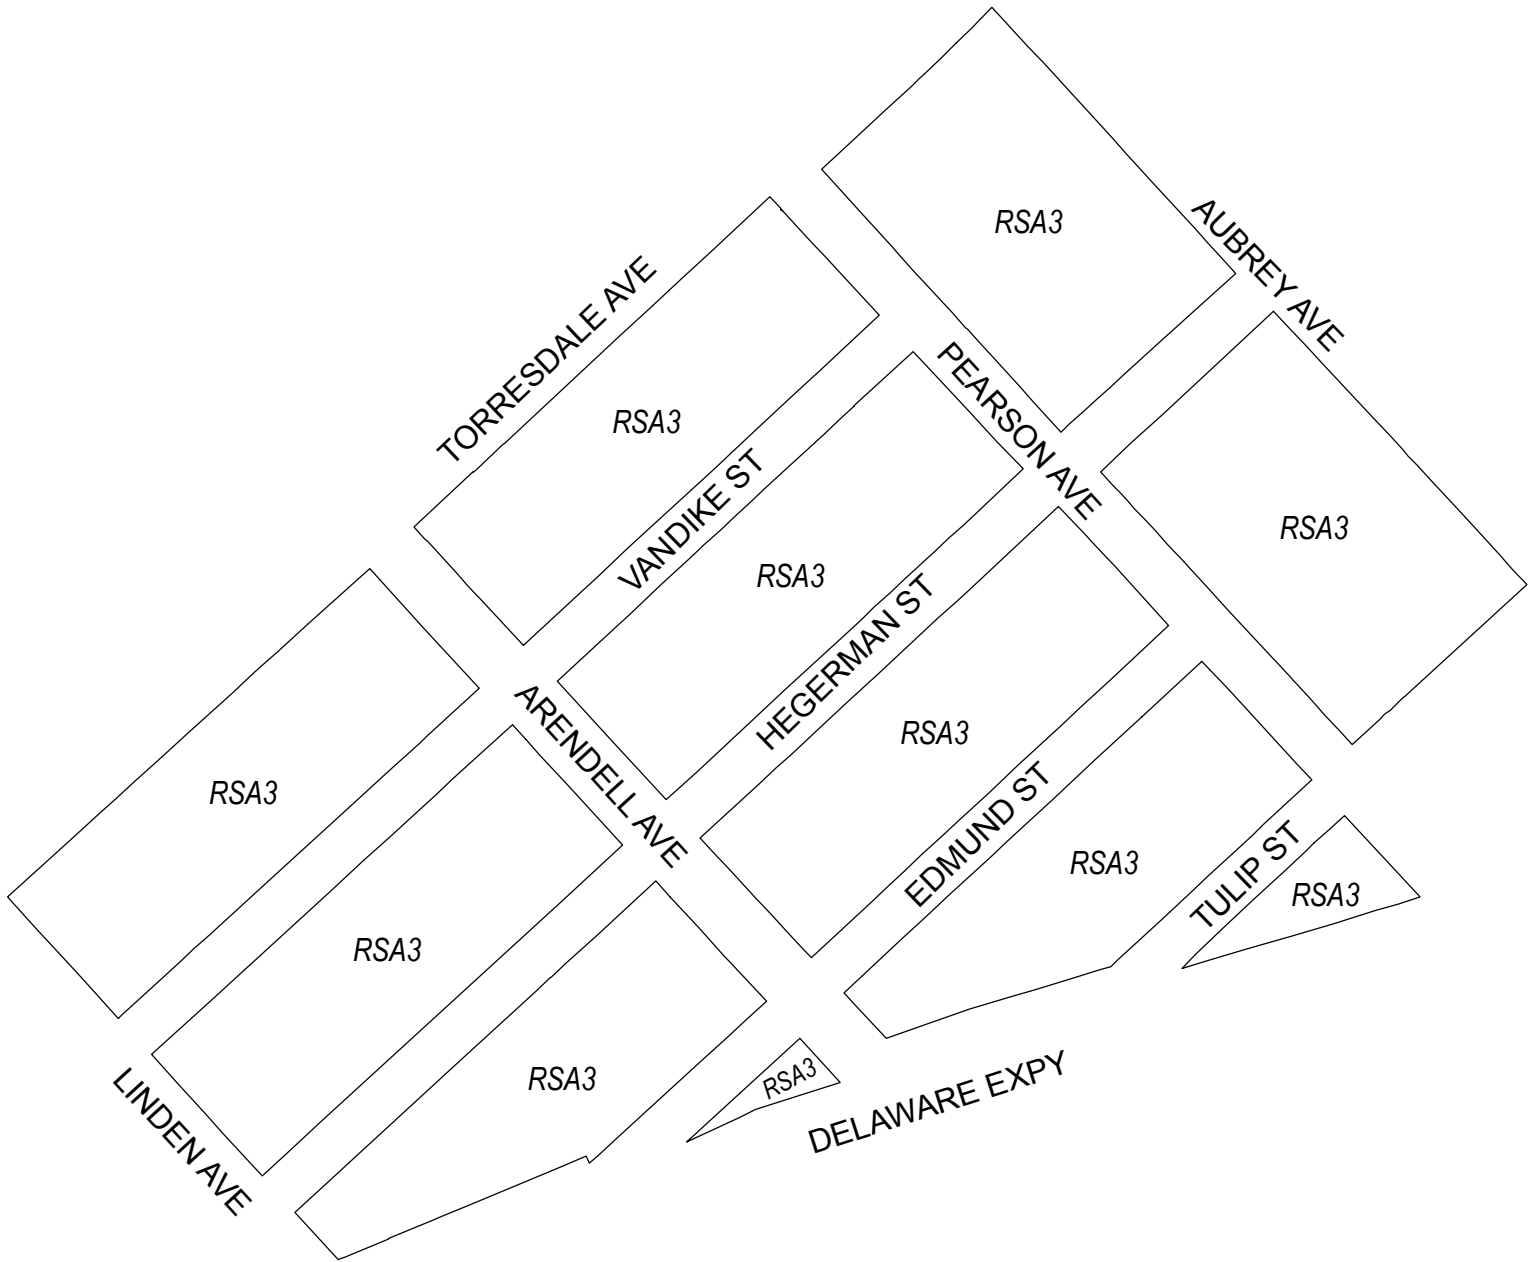 RSA3
AUBREY AVE
TORRESDALE AVE
RSA3
PEARSON AVE
VANDIKE ST
RSA3
RSA3
HEGERMAN ST
RSA3
ARENDELL AVE
RSA3
EDMUND ST
RSA3
TULIP ST
RSA3
RSA3
LINDEN AVE
RSA3
RSA3
DELAWARE EXPY